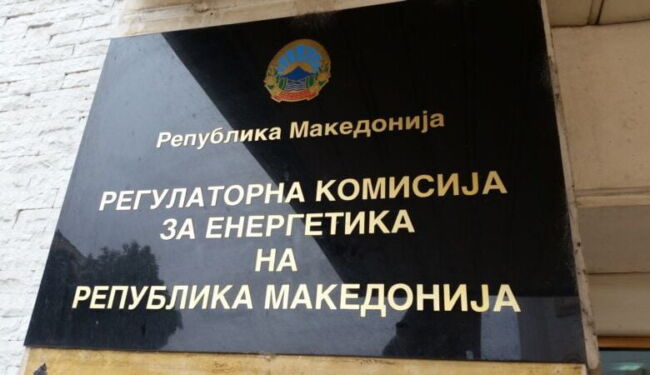 Република Македонија
РЕГУЛАТОРНА КОМИСИЈА
ЗА ЕНЕРГЕТИКА
НА
РЕПУБЛИКА МАКЕДОНИЈА